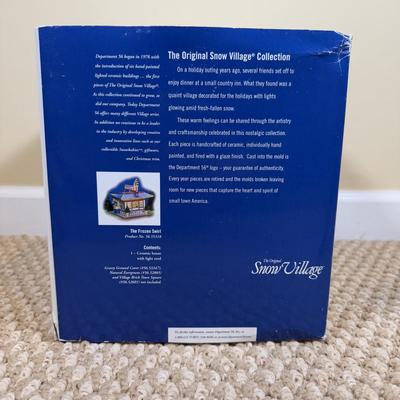 Department 56 began in 1976 with the
introduction of six hand-painted
lighted ceramic buildings ... the first
pieces of The Original Snow Village®.
As this collection continued to grow, so
did our company. Today Department
56 offers many different Village series.
In addition we continue to be a leader
in the industry by developing creative
and innovative lines such as our
collectible Snowbabies™, giftware,
and Christmas trim.
The Frozen Swirl
Contents:
1 – Ceramic house
with light cord
The Original Snow Village® Collection
On a holiday outing years ago, several friends set off to
enjoy dinner at a small country inn. What they found was a
quaint village decorated for the holidays with lights
glowing amid fresh-fallen snow.
These warm feelings can be shared through the artistry
and craftsmanship celebrated in this nostalgic collection.
Each piece is handcrafted of ceramic, individually hand
painted, and fired with a glaze finish. Cast into the mold is
the Department 56® logo – your guarantee of authenticity.
Every year pieces are retired and the molds broken leaving
room for new pieces that capture the heart and spirit of
small town America.
The Original
Snow Village